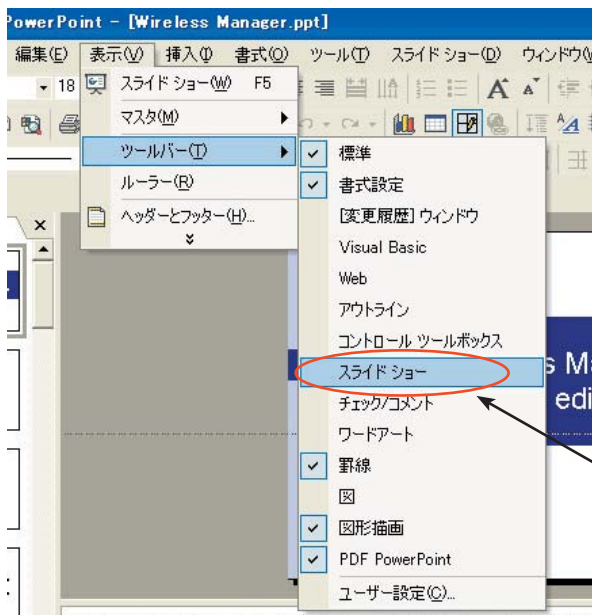 PowerPoint - [Wireless Manager.ppt]
編集(E) 表示(V) 挿入(I) 書式(O) ツール(T) スライド ショー(D) ウィンドウ(W
18
スライド ショー(W) F5
マスタ(M)
ツールバー(T)
ルーラー(R)
ヘッダーとフッター(H)...
標準
書式設定
[変更履歴] ウィンドウ
Visual Basic
Web
アウトライン
コントロール ツールボックス
スライド ショー
チェック/コメント
ワードアート
罫線
図
図形描画
PDF PowerPoint
ユーザー設定(C)...
s Ma
edi